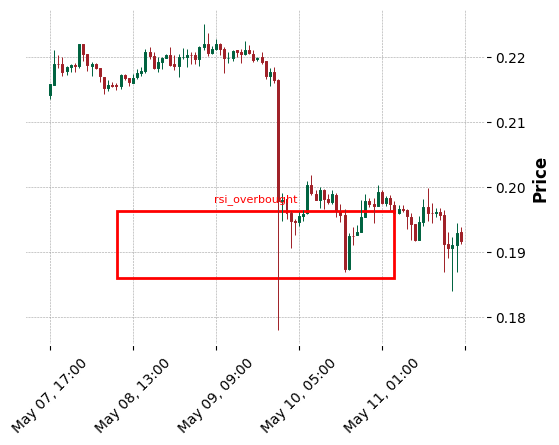 0.22
0.21
0.20
0.19
0.18
Price
rsi_overbought
May 07, 17:00
May 08, 13:00
May 09, 09:00
May 10, 05:00
May 11, 01:00